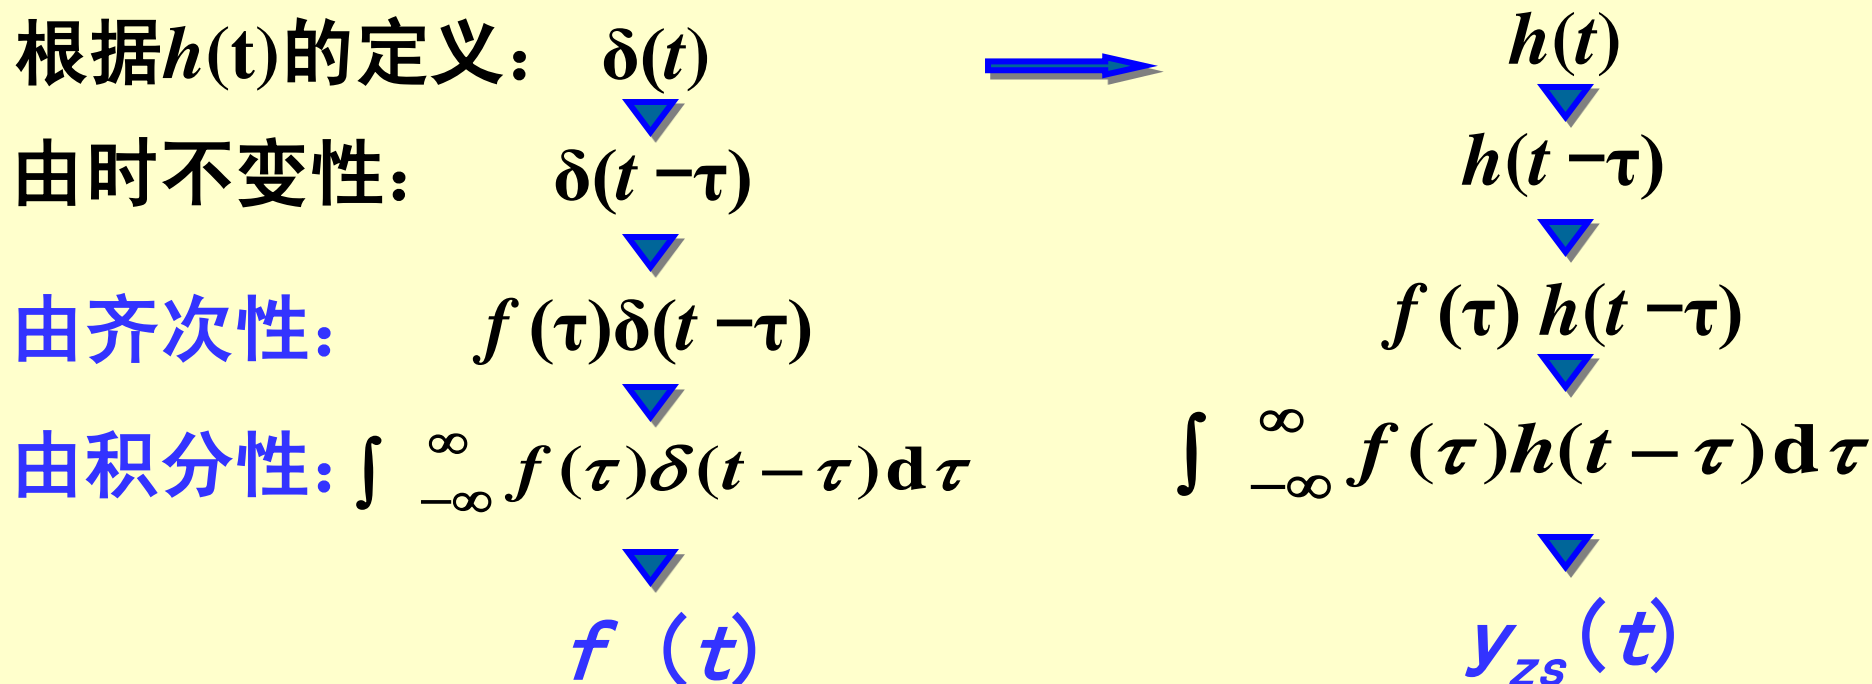 根据h(t)的定义： δ(t) h(t)
由时不变性： δ(t −τ) h(t −τ)
由齐次性： f (τ)δ(t −τ) f (τ) h(t −τ)
由积分性： ∫ ∞ −∞ f (τ)δ(t − τ)dτ ∫ ∞ −∞ f (τ)h(t − τ)dτ
f (t) yzs(t)